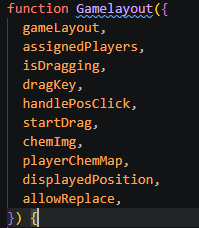 function Gamelayout({
gameLayout,
assignedPlayers,
isDragging,
dragKey,
handlePosClick,
startDrag,
chemImg,
playerChemMap,
displayedPosition,
allowReplace,
}) {